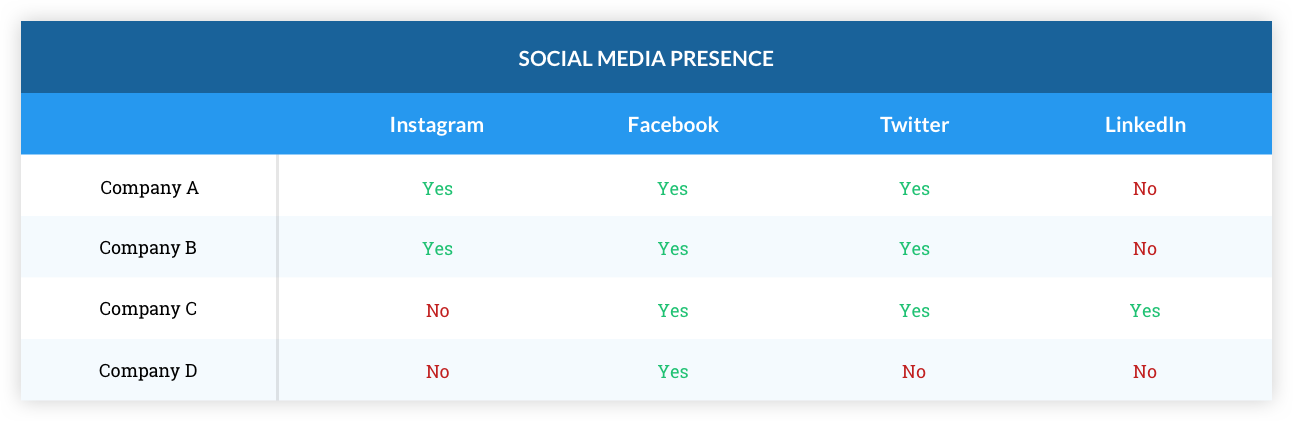 SOCIAL MEDIA PRESENCE
Instagram Facebook Twitter LinkedIn
Company A Yes Yes Yes No
Company B Yes Yes Yes No
Company C No Yes Yes Yes
Company D No Yes No No